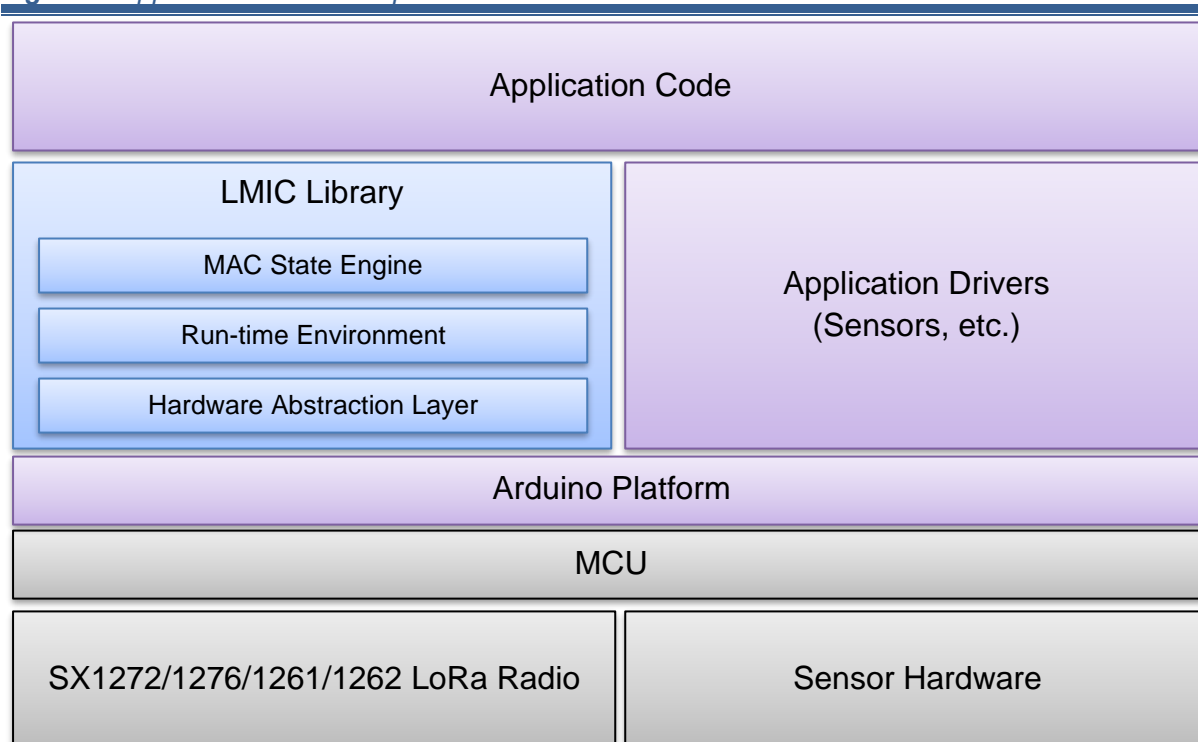 Application Code
LMIC Library
MAC State Engine
Run-time Environment
Hardware Abstraction Layer
Application Drivers
(Sensors, etc.)
Arduino Platform
MCU
SX1272/1276/1261/1262 LoRa Radio
Sensor Hardware